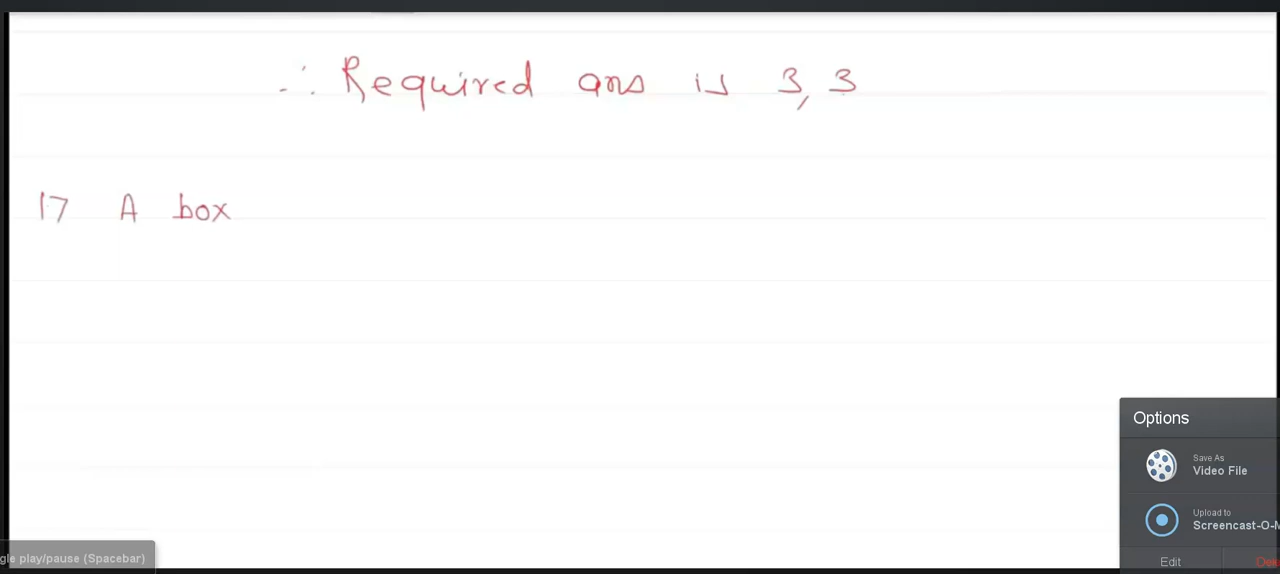 ∴ Required ans is 3, 3
17 A box
Options
Save As
Video File
Upload to
Screencast-O-M
gle play/pause (Spacebar)
Edit
Del